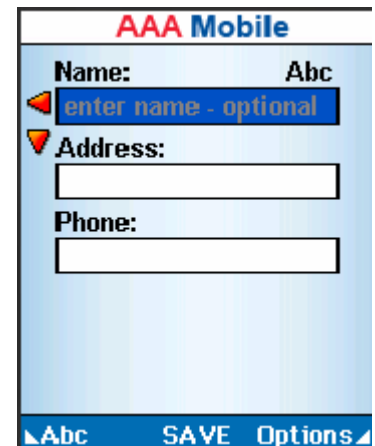 AAA Mobile
Name: Abc
enter name - optional
Address:
Phone:
Abc SAVE Options